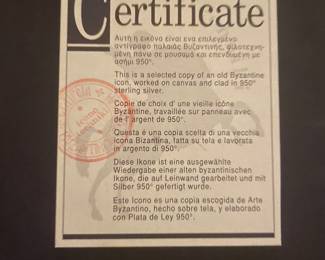 Certificate
Αυτή η εικόνα είναι ενα επιλεγμένο
αντίγραφο παλαιάς Βυζαντινής, φιλοτεχνη-
μένη πάνω σε μουσαμά και επενδυμένη με
ασήμι 950°.
This is a selected copy of an old Byzantine
icon, worked on canvas and clad in 950°
sterling silver.
Copie de choix d' une vieille icône
Byzantine, travaillée sur panneau avec
de l' argent de 950°.
Questa é una copia scelta di una vecchia
icona Bizantina, fatta su tela e lavorata
in argento di 950°.
Diese Ikone ist eine ausgewählte
Wiedergabe einer alten byzantinischen
Ikone, die auf Leinwand gearbeitet und mit
Silber 950° gefertigt wurde.
Este Icono es una copia escogida de Arte
Byzantino, hecho sobre tela, y elaborado
con Plata de Ley 950°.